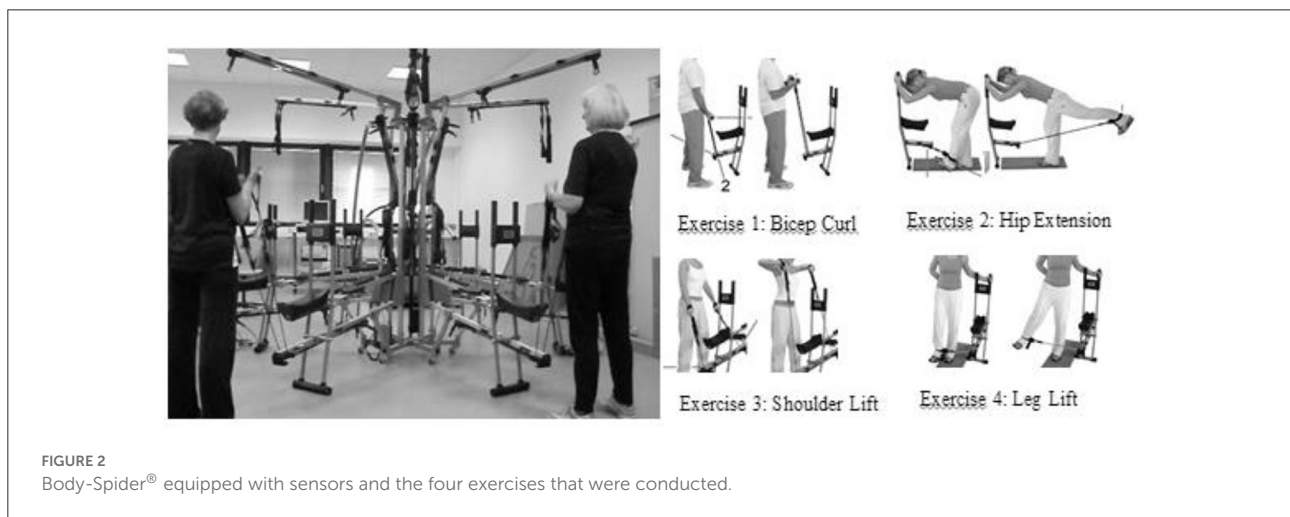 2
Exercise 1: Bicep Curl
Exercise 2: Hip Extension
Exercise 3: Shoulder Lift
Exercise 4: Leg Lift
FIGURE 2
Body-Spider® equipped with sensors and the four exercises that were conducted.